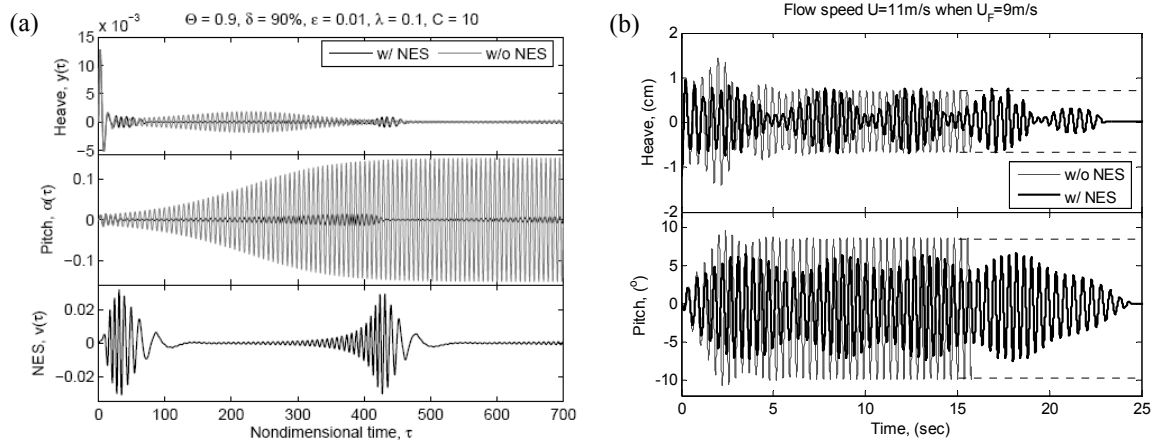 (a)
Θ = 0.9, δ = 90%, ε = 0.01, λ = 0.1, C = 10
x 10⁻³
15
10
5
0
−5
Heave, y(τ)
w/ NES
w/o NES
0.1
0
−0.1
Pitch, α(τ)
0.02
0
−0.02
NES, v(τ)
0
100
200
300
400
500
600
700
Nondimensional time, τ
(b)
Flow speed U=11m/s when U_F=9m/s
2
1
0
-1
-2
Heave, (cm)
w/o NES
w/ NES
10
5
0
-5
-10
Pitch, (⁰)
0
5
10
15
20
25
Time, (sec)